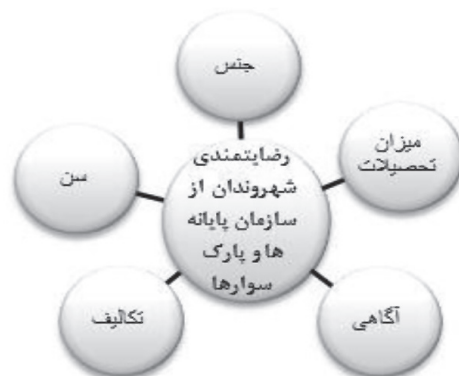 جنس
میزان
تحصیلات
رضایتمندی
شهروندان از
سازمان پایانه
ها و پارک
سوارها
سن
تکالیف
آگاهی